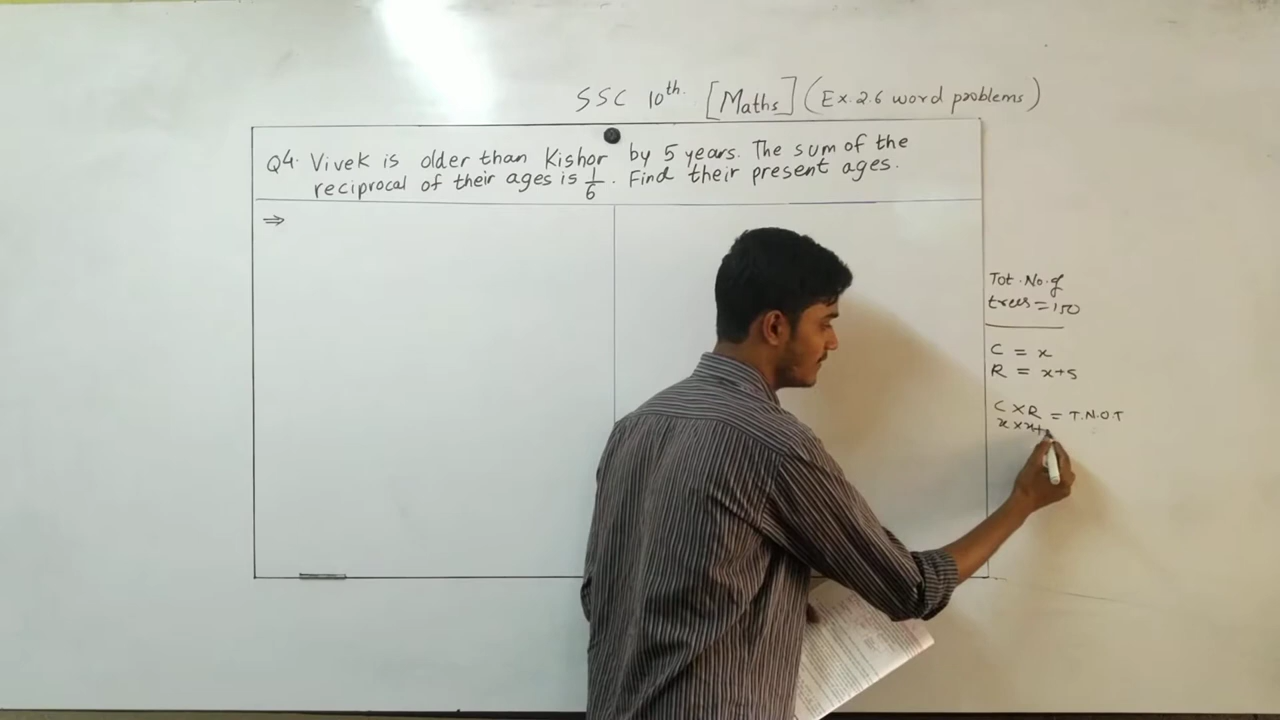 SSC 10th. [Maths] (Ex.2.6 word problems)
Q4. Vivek is older than Kishor by 5 years. The sum of the
reciprocal of their ages is 1/6. Find their present ages.
⇒
Tot. No. of
trees = 150
C = x
R = x+5
C × R = T.N.O.T
x × x+